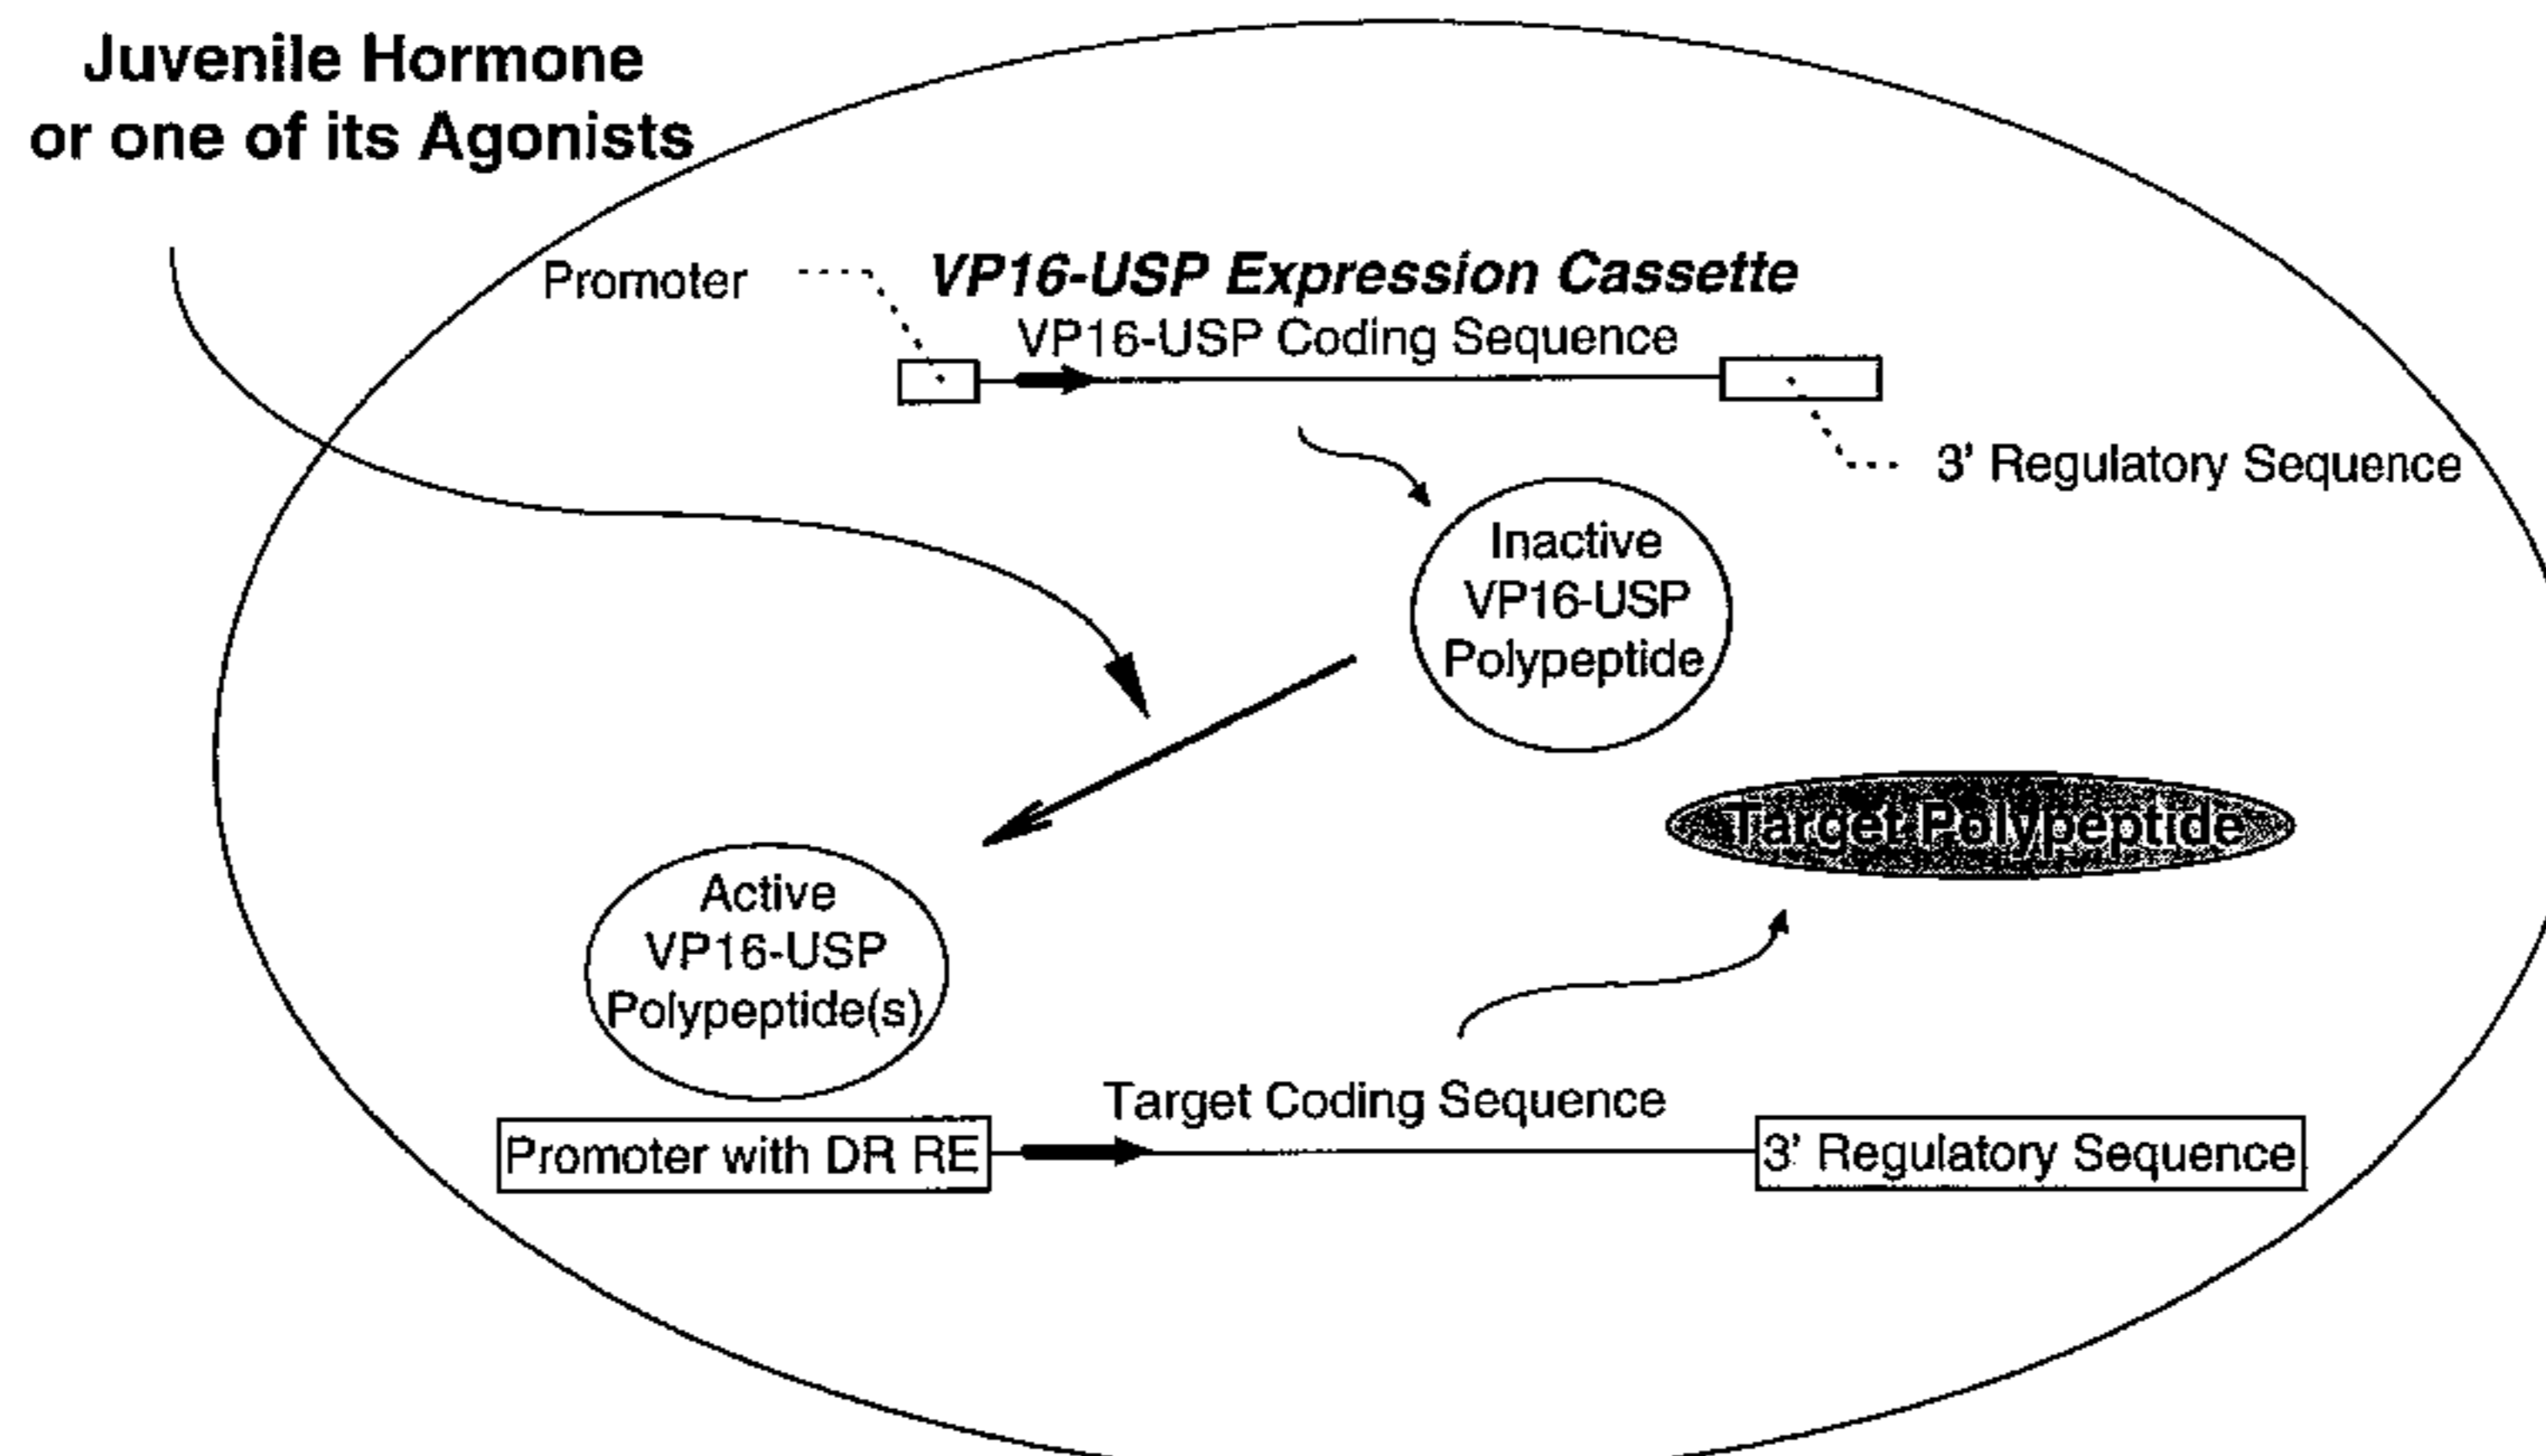 Juvenile Hormone
or one of its Agonists
Promoter
VP16-USP Expression Cassette
VP16-USP Coding Sequence
3' Regulatory Sequence
Inactive
VP16-USP
Polypeptide
Target Polypeptide
Active
VP16-USP
Polypeptide(s)
Target Coding Sequence
Promoter with DR RE
3' Regulatory Sequence